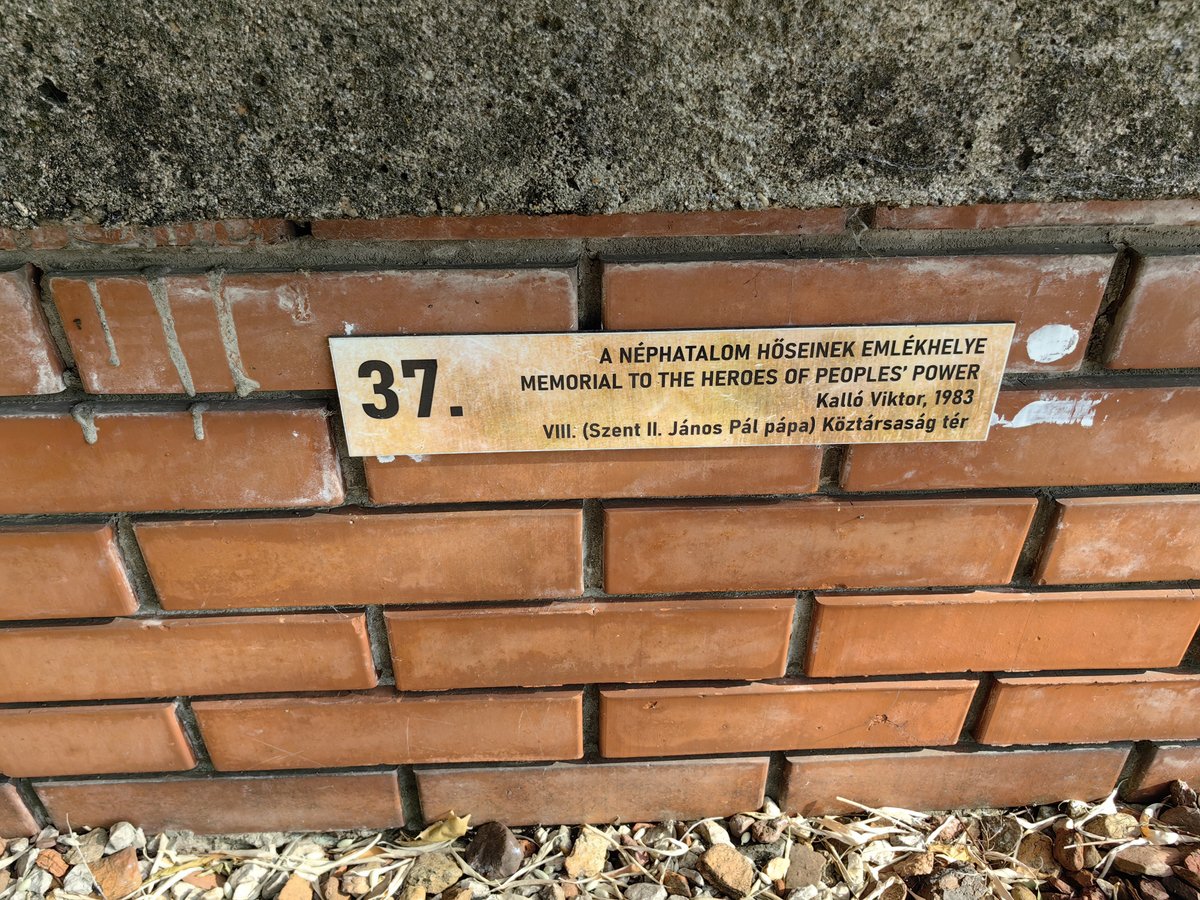 37.
A NÉPHATALOM HŐSEINEK EMLÉKHELYE
MEMORIAL TO THE HEROES OF PEOPLES' POWER
Kalló Viktor, 1983
VIII. (Szent II. János Pál pápa) Köztársaság tér